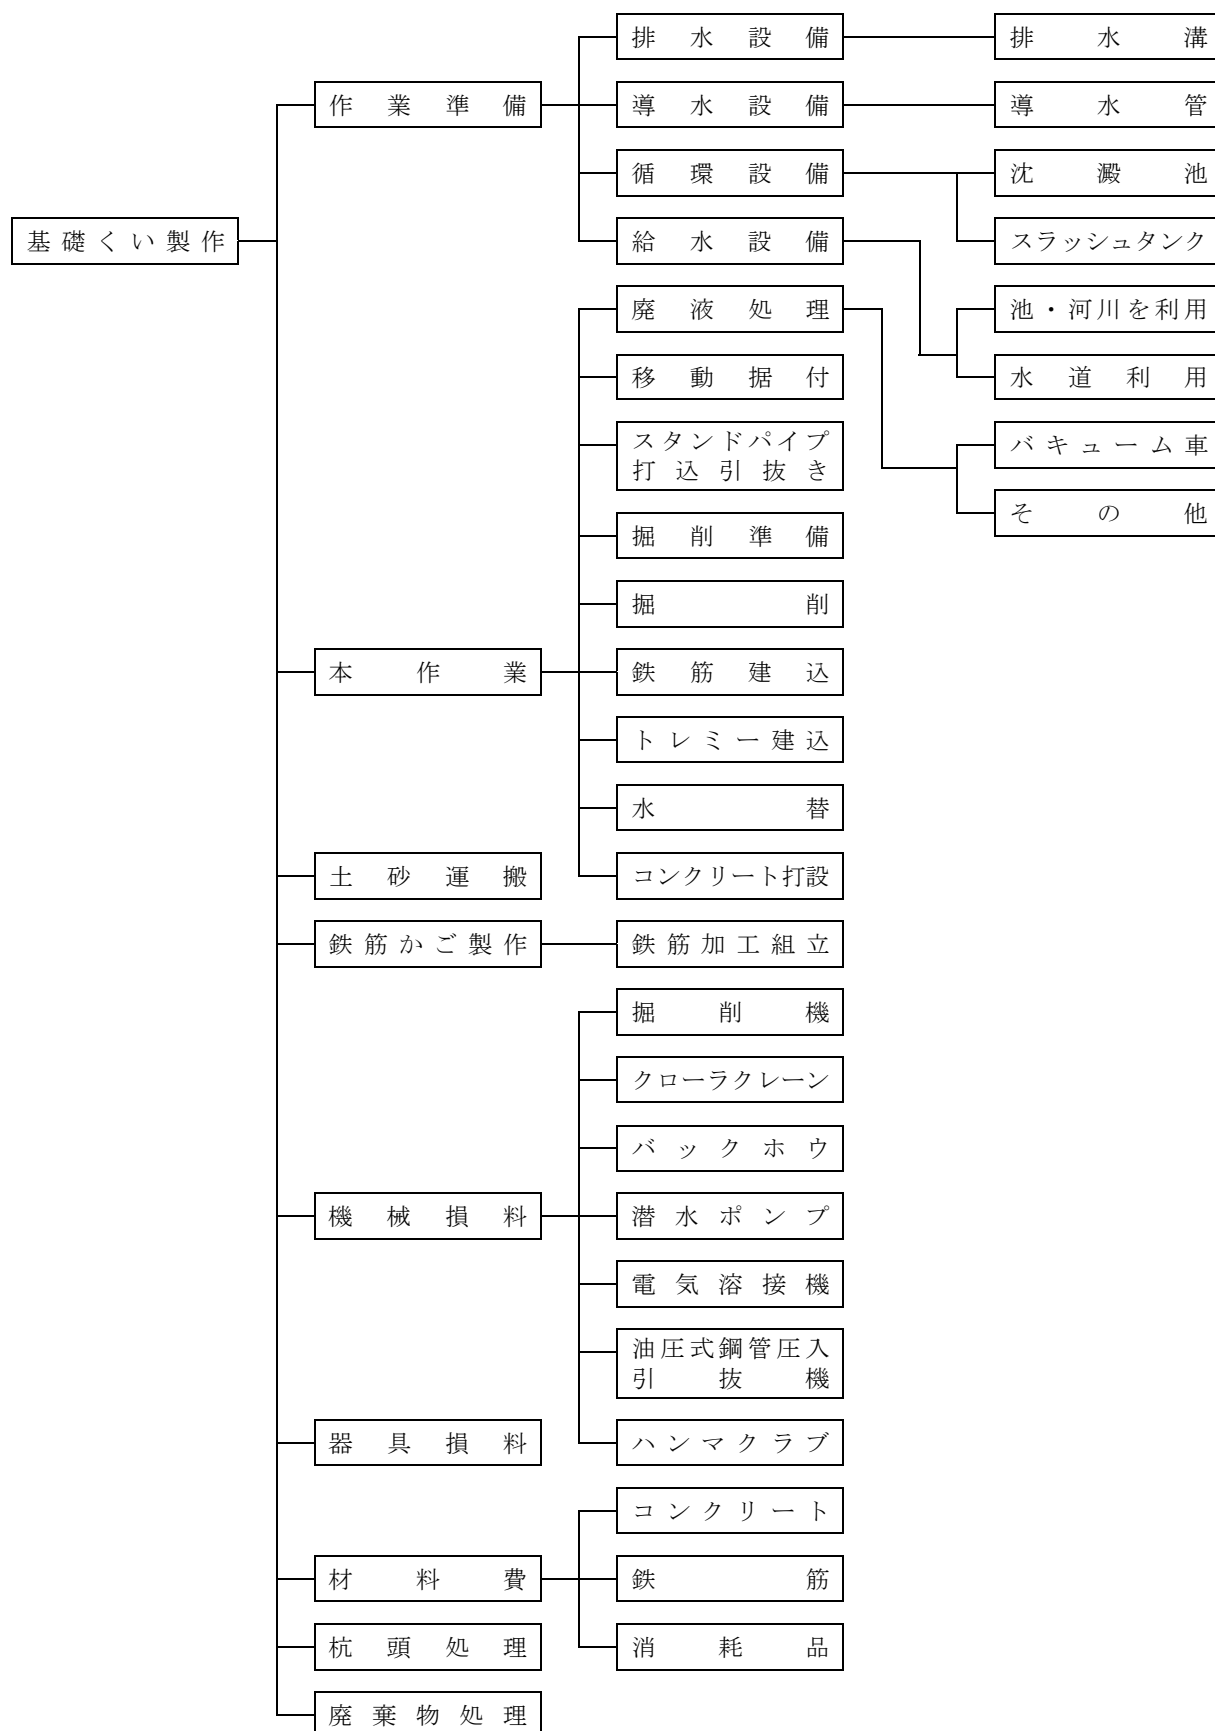 排水設備
排水溝
作業準備
導水設備
導水管
循環設備
沈澱池
基礎くい製作
給水設備
スラッシュタンク
廃液処理
池・河川を利用
移動据付
水道利用
スタンドパイプ
打込引抜き
バキューム車
掘削準備
その他
掘削
本作業
鉄筋建込
トレミー建込
水替
土砂運搬
コンクリート打設
鉄筋かご製作
鉄筋加工組立
掘削機
クローラクレーン
バックホウ
機械損料
潜水ポンプ
電気溶接機
油圧式鋼管圧入
引抜機
器具損料
ハンマクラブ
コンクリート
材料費
鉄筋
杭頭処理
消耗品
廃棄物処理